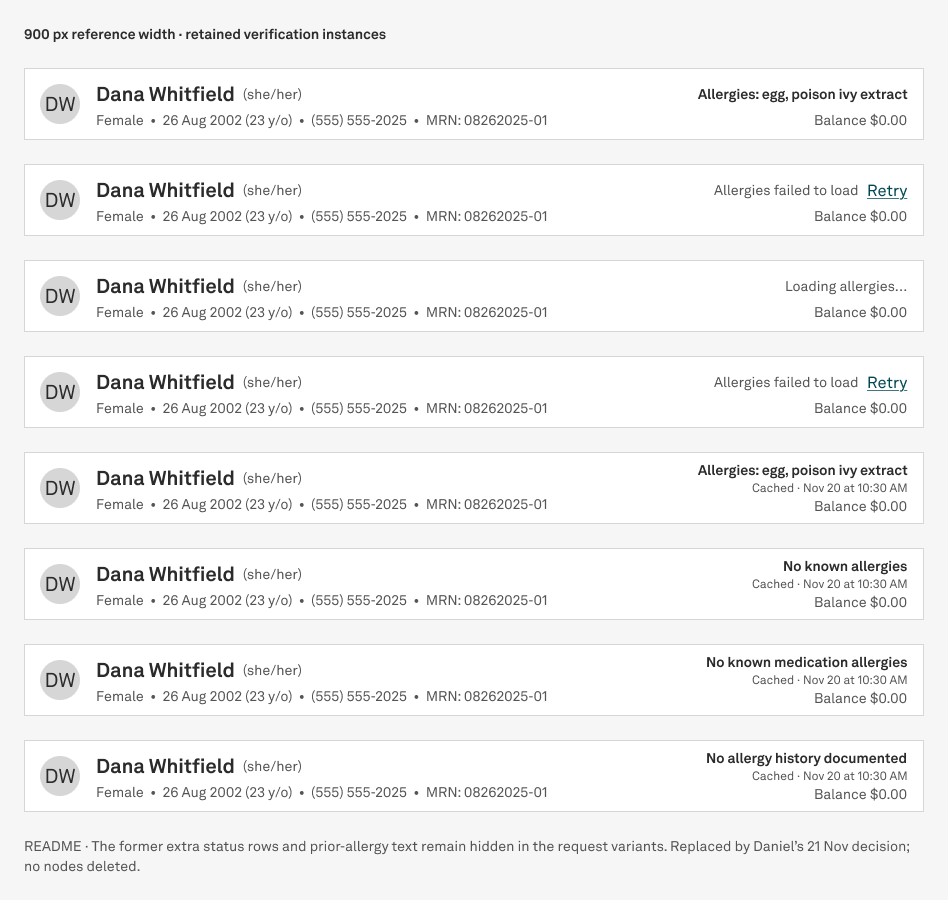 900 px reference width · retained verification instances
DW
Dana Whitfield (she/her)
Allergies: egg, poison ivy extract
Female • 26 Aug 2002 (23 y/o) • (555) 555-2025 • MRN: 08262025-01
Balance $0.00
DW
Dana Whitfield (she/her)
Allergies failed to load Retry
Female • 26 Aug 2002 (23 y/o) • (555) 555-2025 • MRN: 08262025-01
Balance $0.00
DW
Dana Whitfield (she/her)
Loading allergies...
Female • 26 Aug 2002 (23 y/o) • (555) 555-2025 • MRN: 08262025-01
Balance $0.00
DW
Dana Whitfield (she/her)
Allergies failed to load Retry
Female • 26 Aug 2002 (23 y/o) • (555) 555-2025 • MRN: 08262025-01
Balance $0.00
DW
Dana Whitfield (she/her)
Allergies: egg, poison ivy extract
Cached · Nov 20 at 10:30 AM
Female • 26 Aug 2002 (23 y/o) • (555) 555-2025 • MRN: 08262025-01
Balance $0.00
DW
Dana Whitfield (she/her)
No known allergies
Cached · Nov 20 at 10:30 AM
Female • 26 Aug 2002 (23 y/o) • (555) 555-2025 • MRN: 08262025-01
Balance $0.00
DW
Dana Whitfield (she/her)
No known medication allergies
Cached · Nov 20 at 10:30 AM
Female • 26 Aug 2002 (23 y/o) • (555) 555-2025 • MRN: 08262025-01
Balance $0.00
DW
Dana Whitfield (she/her)
No allergy history documented
Cached · Nov 20 at 10:30 AM
Female • 26 Aug 2002 (23 y/o) • (555) 555-2025 • MRN: 08262025-01
Balance $0.00
README · The former extra status rows and prior-allergy text remain hidden in the request variants. Replaced by Daniel's 21 Nov decision;
no nodes deleted.